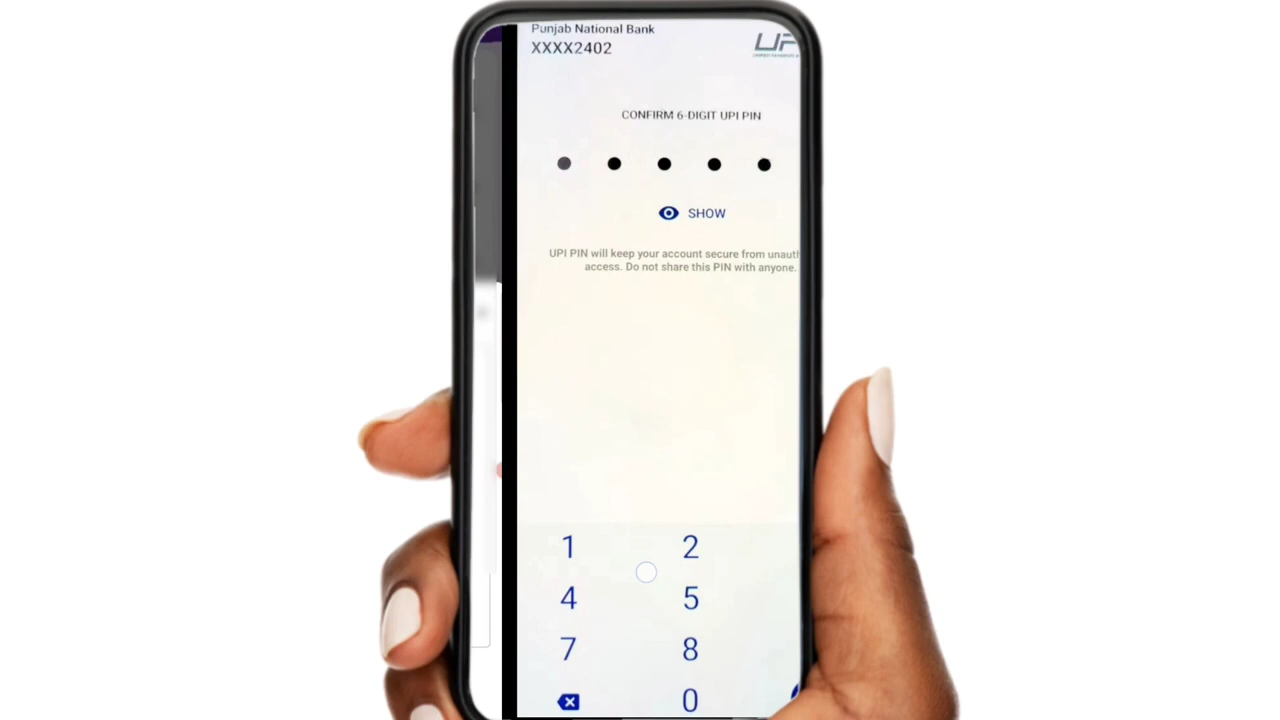 Punjab National Bank
XXXX2402
CONFIRM 6-DIGIT UPI PIN
SHOW
UPI PIN will keep your account secure from
access. Do not share this PIN with anyone.
1 2
4 5
7 8
0